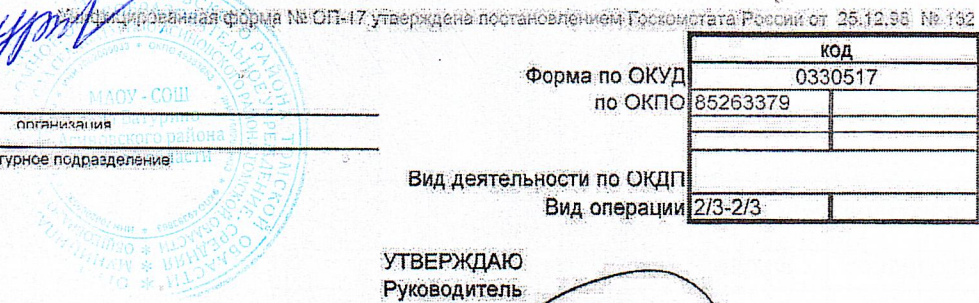 Унифицированная форма № ОП-17 утверждена постановлением Госкомстата России от 25.12.98 № 132
код
Форма по ОКУД 0330517
по ОКПО 85263379
организация
МАОУ - СОШ
района
структурное подразделение
Вид деятельности по ОКДП
Вид операции 2/3-2/3
УТВЕРЖДАЮ
Руководитель